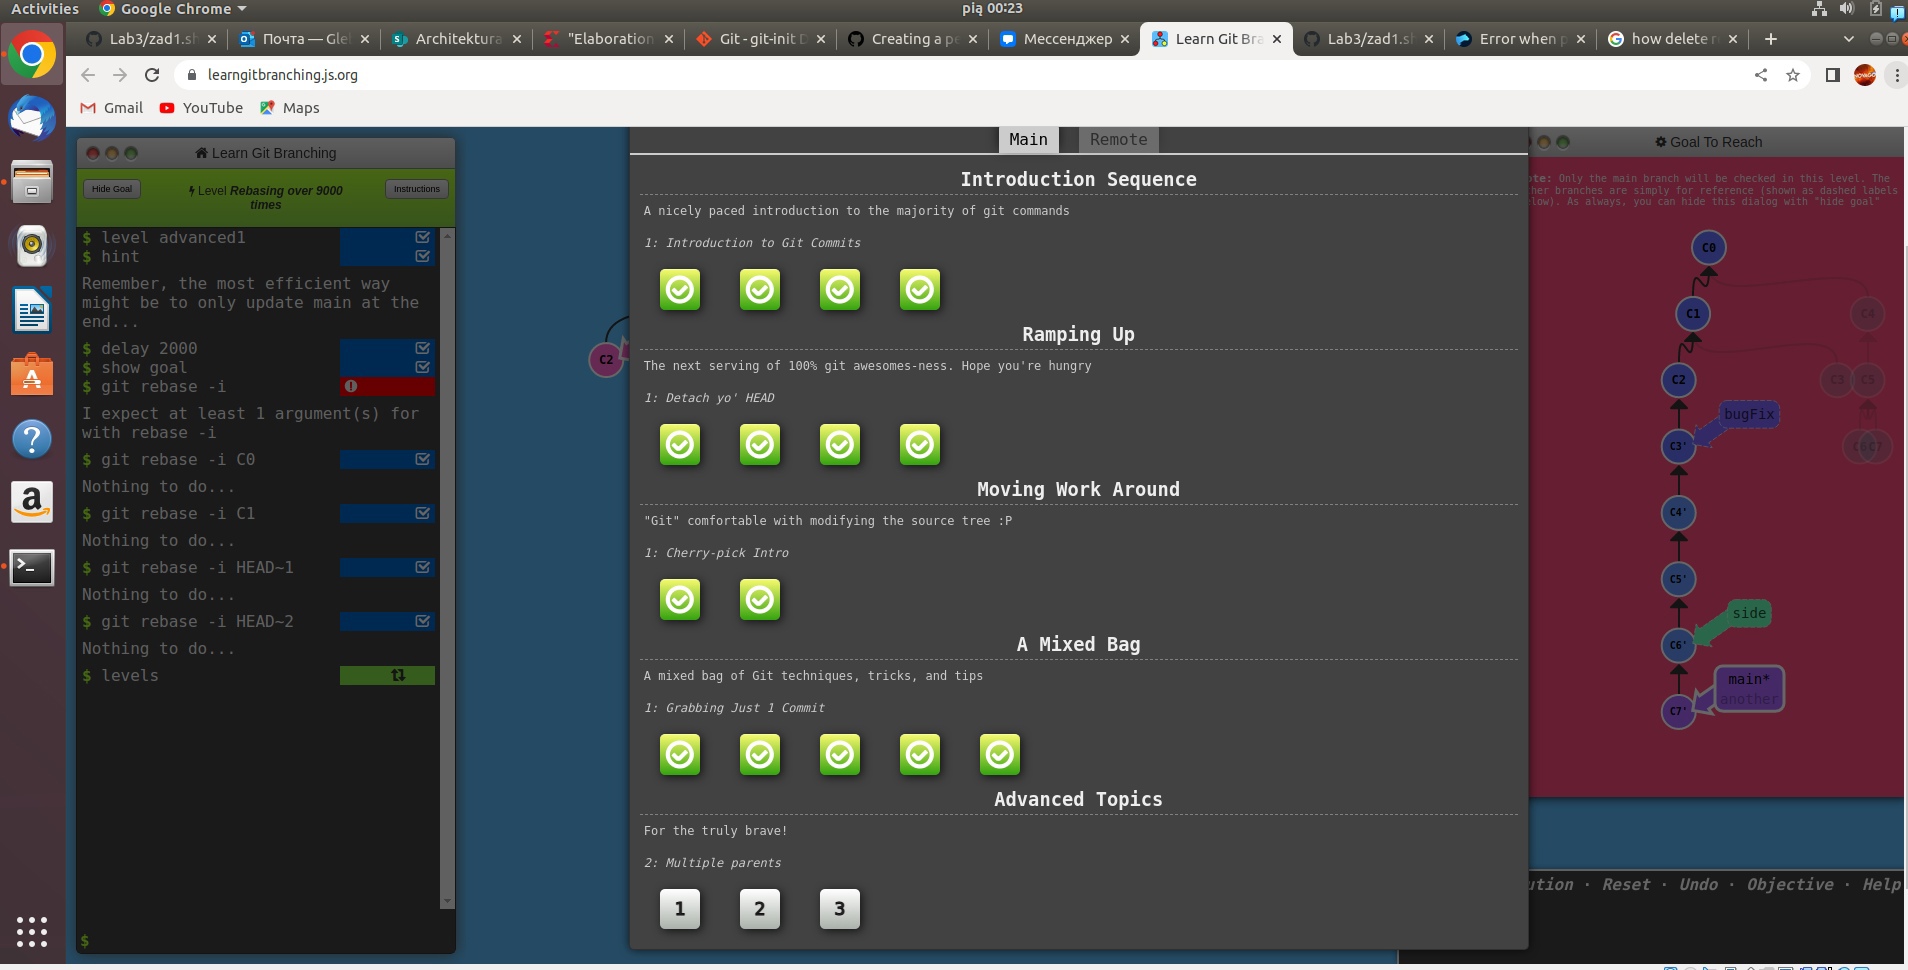 Activities
Google Chrome
pią 00:23
Lab3/zad1.sh
Почта — Gle
Architektura
"Elaboration
Git - git-init D
Creating a pe
Мессенджер
Learn Git Bra
Lab3/zad1.sh
Error when p
how delete r
learngitbranching.js.org
Gmail
YouTube
Maps
Learn Git Branching
Hide Goal
Level Rebasing over 9000
times
Instructions
$ level advanced1
$ hint
Remember, the most efficient way
might be to only update main at the
end...
$ delay 2000
$ show goal
$ git rebase -i
I expect at least 1 argument(s) for
with rebase -i
$ git rebase -i C0
Nothing to do...
$ git rebase -i C1
Nothing to do...
$ git rebase -i HEAD~1
Nothing to do...
$ git rebase -i HEAD~2
Nothing to do...
$ levels
$
C2
Main
Remote
Introduction Sequence
A nicely paced introduction to the majority of git commands
1: Introduction to Git Commits
Ramping Up
The next serving of 100% git awesomes-ness. Hope you're hungry
1: Detach yo' HEAD
Moving Work Around
"Git" comfortable with modifying the source tree :P
1: Cherry-pick Intro
A Mixed Bag
A mixed bag of Git techniques, tricks, and tips
1: Grabbing Just 1 Commit
Advanced Topics
For the truly brave!
2: Multiple parents
1
2
3
Goal To Reach
ote: Only the main branch will be checked in this level. The
her branches are simply for reference (shown as dashed labels
low). As always, you can hide this dialog with "hide goal"
C0
C1
C4
C2
C3
C5
bugFix
C3'
C7
C4'
C5'
side
C6'
main*
another
C7'
ution · Reset · Undo · Objective · Help